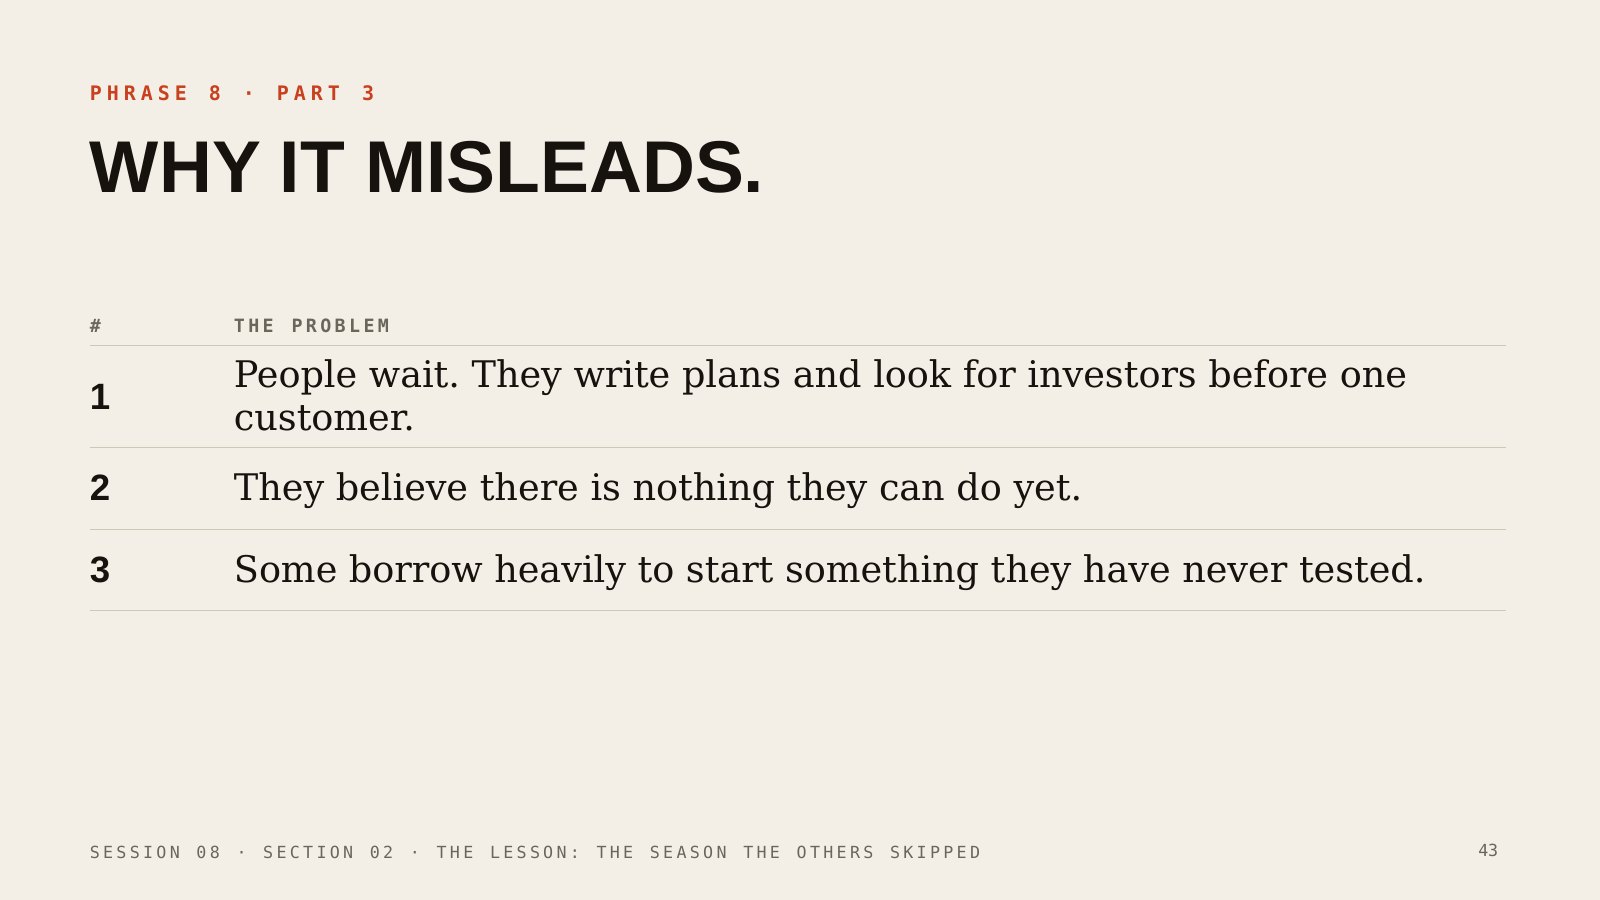 PHRASE 8 · PART 3
WHY IT MISLEADS.
# THE PROBLEM
1 People wait. They write plans and look for investors before one
customer.
2 They believe there is nothing they can do yet.
3 Some borrow heavily to start something they have never tested.
SESSION 08 · SECTION 02 · THE LESSON: THE SEASON THE OTHERS SKIPPED 43